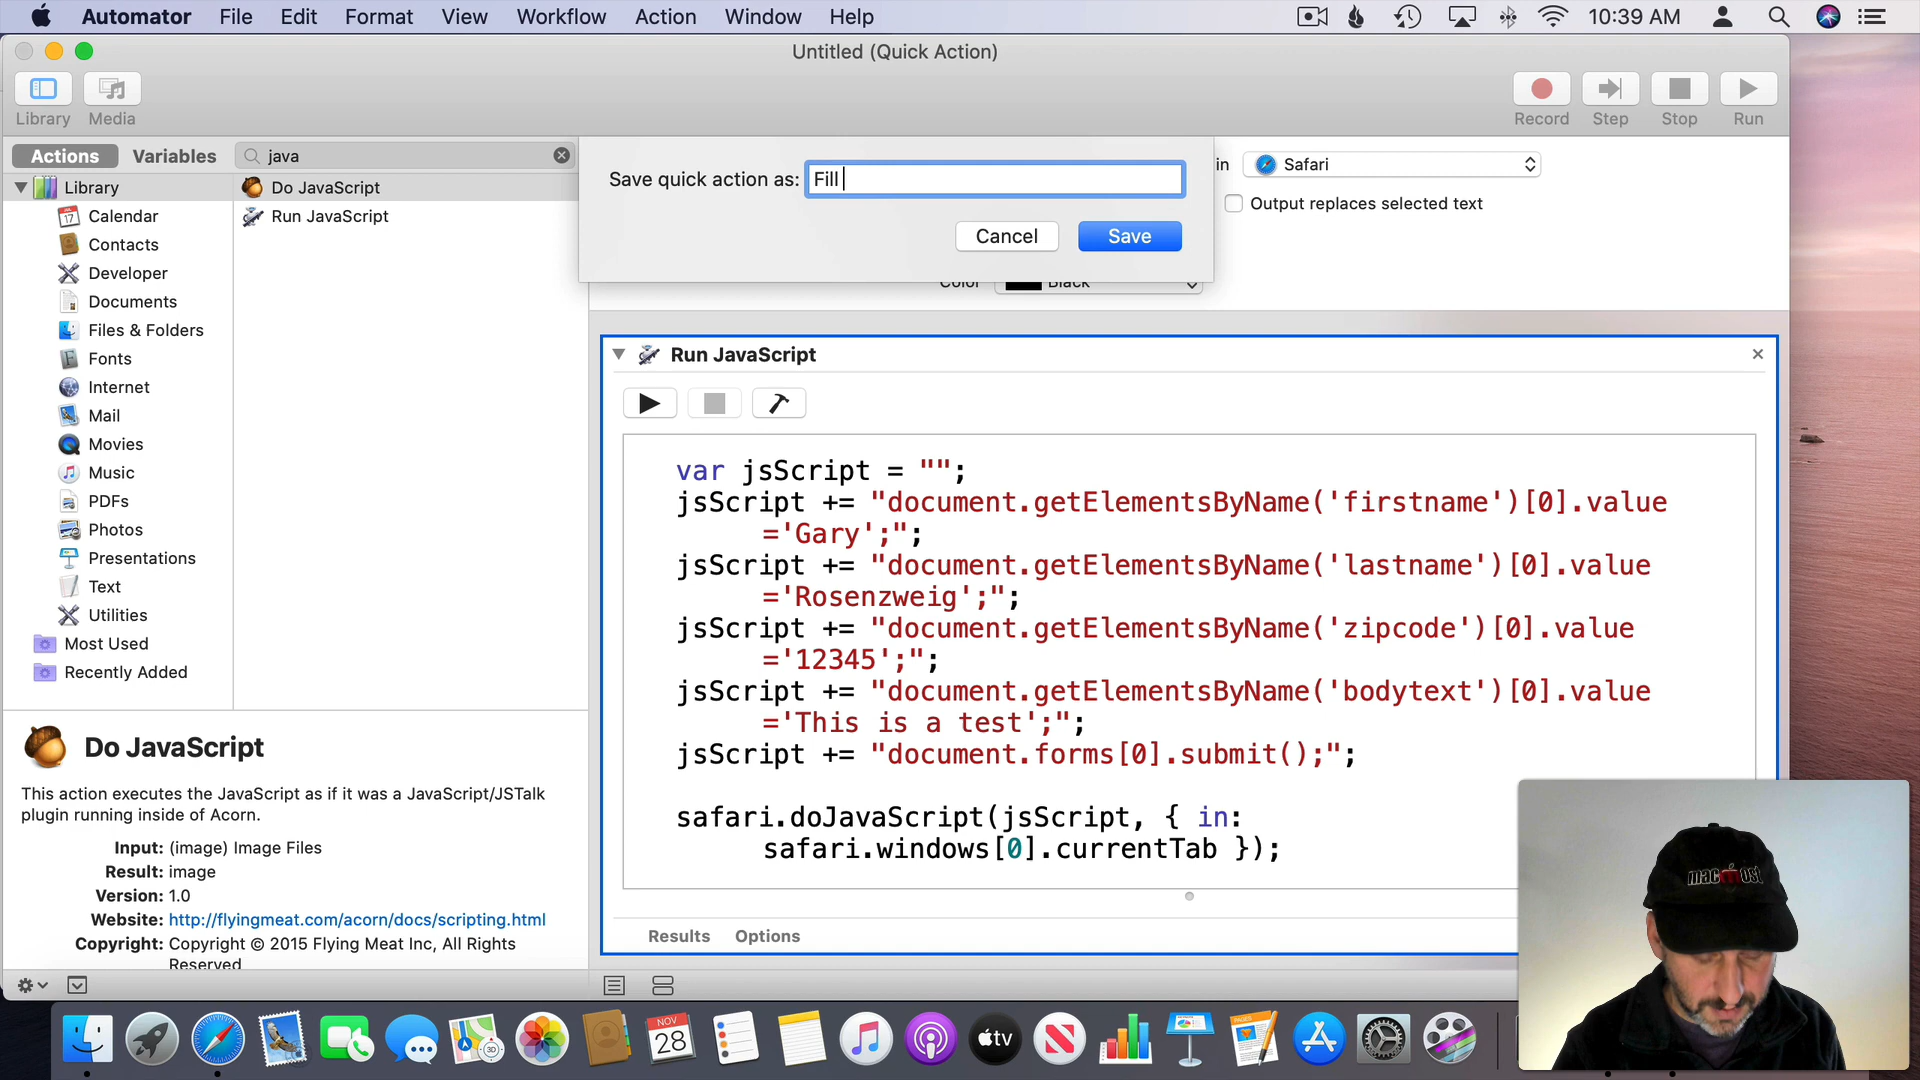 Automator File Edit Format View Workflow Action Window Help 10:39 AM
Untitled (Quick Action)
Library Media Record Step Stop Run
Actions Variables java
Save quick action as: Fill
in Safari
Output replaces selected text
Cancel Save
Color Black
Library
Calendar
Contacts
Developer
Documents
Files & Folders
Fonts
Internet
Mail
Movies
Music
PDFs
Photos
Presentations
Text
Utilities
Most Used
Recently Added
Do JavaScript
Run JavaScript
Run JavaScript
var jsScript = "";
jsScript += "document.getElementsByName('firstname')[0].value
='Gary';";
jsScript += "document.getElementsByName('lastname')[0].value
='Rosenzweig';";
jsScript += "document.getElementsByName('zipcode')[0].value
='12345';";
jsScript += "document.getElementsByName('bodytext')[0].value
='This is a test';";
jsScript += "document.forms[0].submit();";
safari.doJavaScript(jsScript, { in:
safari.windows[0].currentTab });
Results Options
Do JavaScript
This action executes the JavaScript as if it was a JavaScript/JSTalk
plugin running inside of Acorn.
Input: (image) Image Files
Result: image
Version: 1.0
Website: http://flyingmeat.com/acorn/docs/scripting.html
Copyright: Copyright © 2015 Flying Meat Inc, All Rights
Reserved
macmost
17
NOV
28
3D
tv